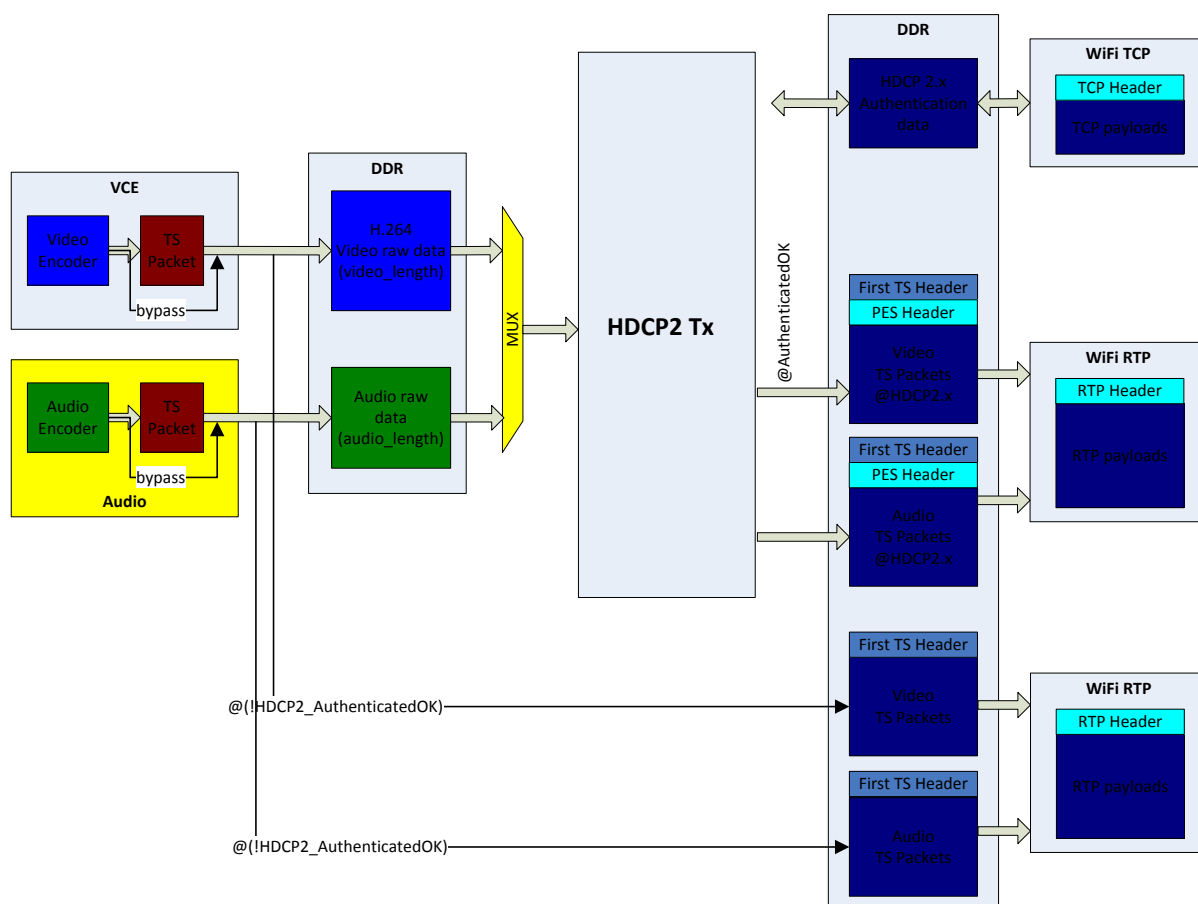 VCE
Video
Encoder
TS
Packet
bypass
Audio
Encoder
TS
Packet
bypass
Audio
DDR
H.264
Video raw data
(video_length)
Audio raw
data
(audio_length)
MUX
HDCP2 Tx
@AuthenticatedOK
DDR
HDCP 2.x
Authentication
data
First TS Header
PES Header
Video
TS Packets
@HDCP2.x
First TS Header
PES Header
Audio
TS Packets
@HDCP2.x
First TS Header
Video
TS Packets
First TS Header
Audio
TS Packets
@(!HDCP2_AuthenticatedOK)
@(!HDCP2_AuthenticatedOK)
WiFi TCP
TCP Header
TCP payloads
WiFi RTP
RTP Header
RTP payloads
WiFi RTP
RTP Header
RTP payloads